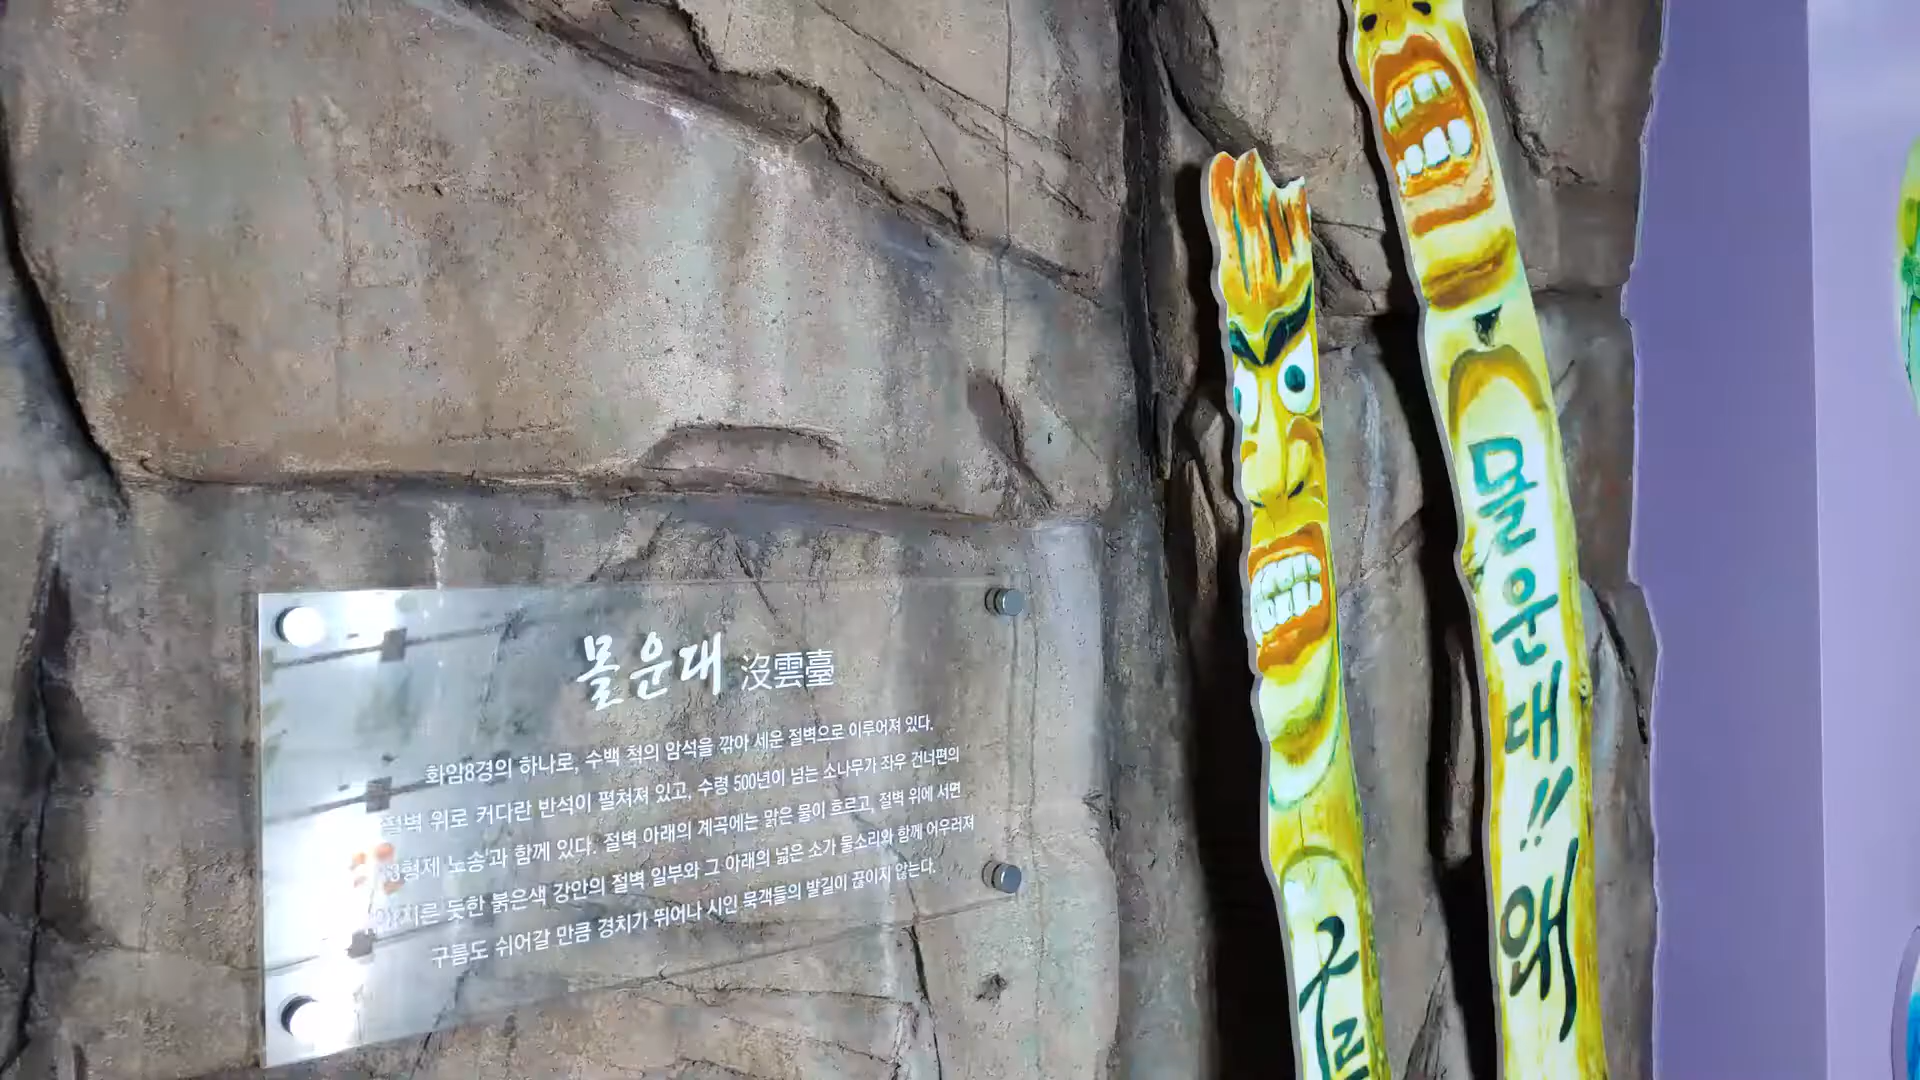 몰운대 沒雲臺
화암8경의 하나로, 수백 척의 암석을 깎아 세운 절벽으로 이루어져 있다.
절벽 위로 커다란 반석이 펼쳐져 있고, 수령 500년이 넘는 소나무가 좌우 건너편의
3형제 노송'과 함께 있다. 절벽 아래의 계곡에는 맑은 물이 흐르고, 절벽 위에 서면
듯한 붉은색 강안의 절벽 일부와 그 아래의 넓은 소가 물소리와 함께 어우러져
구름도 쉬어갈 만큼 경치가 뛰어나 시인 묵객들의 발길이 끊이지 않는다.
구르
몰운대!! 왜